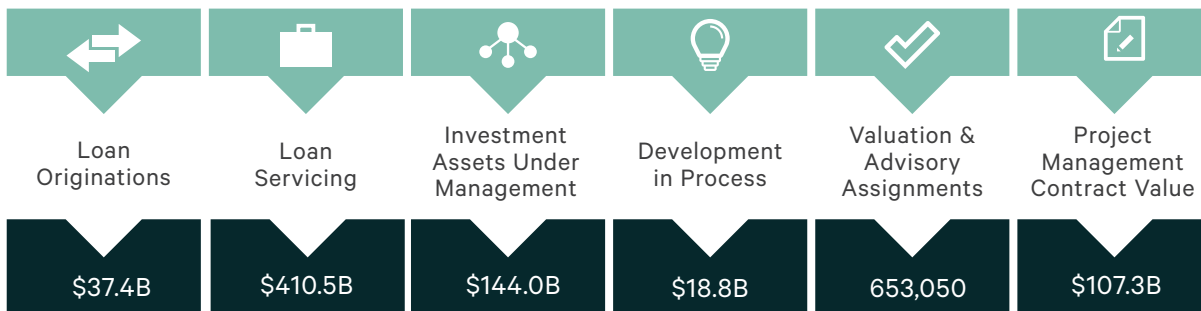 Loan
Originations
Loan
Servicing
Investment
Assets Under
Management
Development
in Process
Valuation &
Advisory
Assignments
Project
Management
Contract Value
$37.4B
$410.5B
$144.0B
$18.8B
653,050
$107.3B